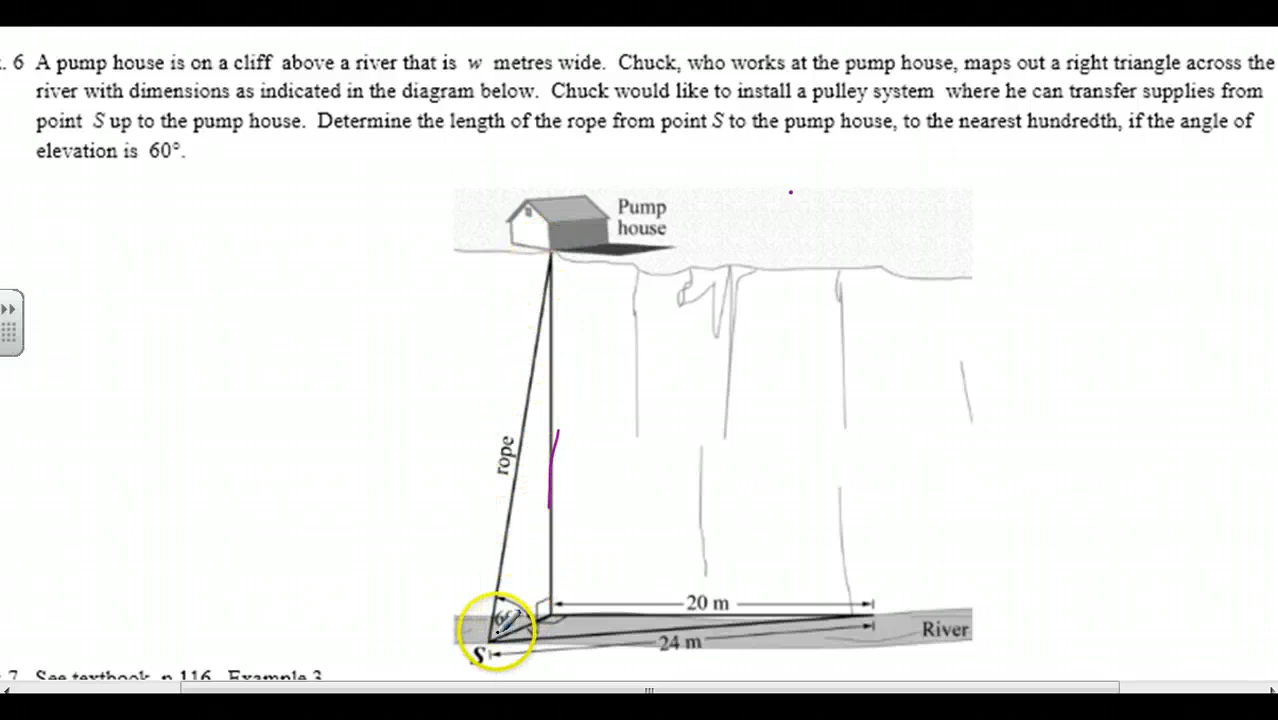 . 6 A pump house is on a cliff above a river that is w metres wide. Chuck, who works at the pump house, maps out a right triangle across the
river with dimensions as indicated in the diagram below. Chuck would like to install a pulley system where he can transfer supplies from
point S up to the pump house. Determine the length of the rope from point S to the pump house, to the nearest hundredth, if the angle of
elevation is 60°.
Pump
house
rope
20 m
River
24 m
S
7 See textbook p 116 Example 3